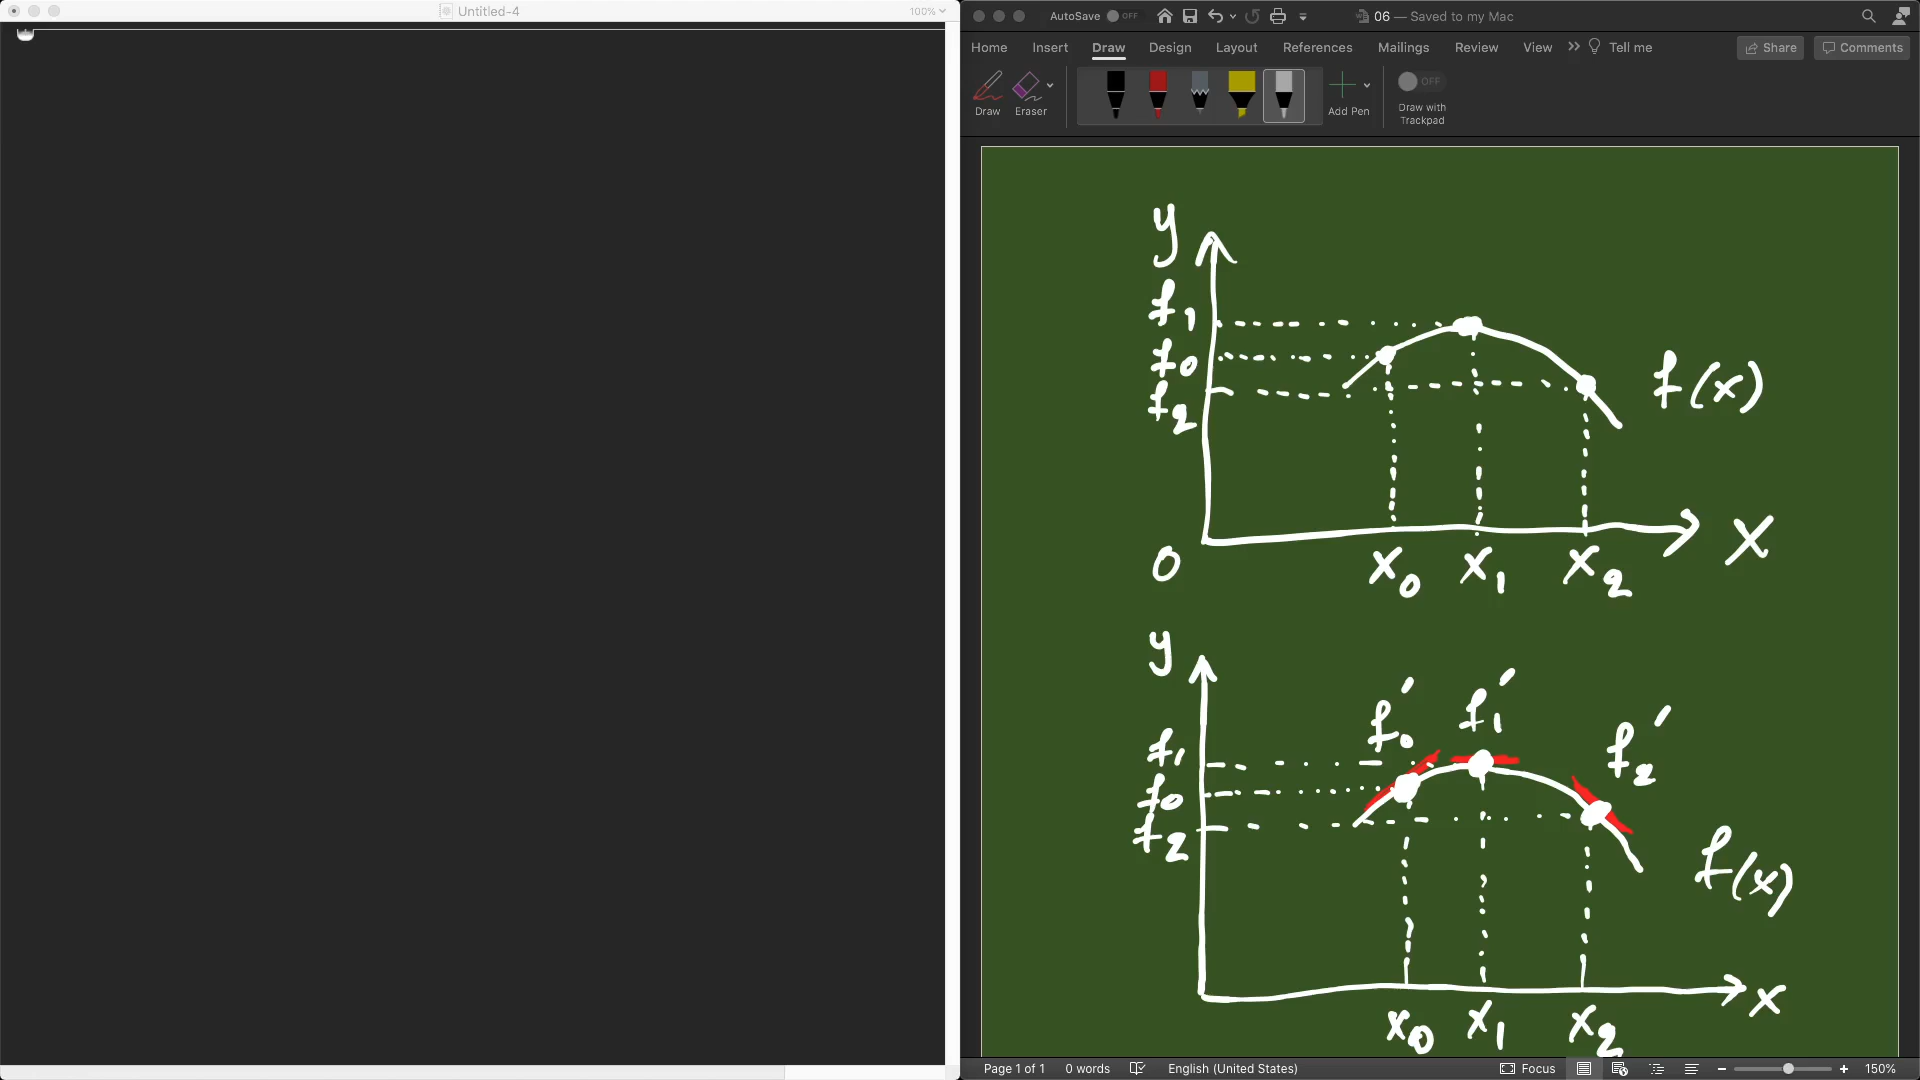 Untitled-4
100%
AutoSave OFF
06 — Saved to my Mac
Home Insert Draw Design Layout References Mailings Review View >> Tell me
Share Comments
Draw Eraser Add Pen
OFF
Draw with
Trackpad
y
f1
f0
f2
f(x)
0 x0 x1 x2 x
y
f0' f1' f2'
f1
f0
f2
f(x)
x0 x1 x2 x
Page 1 of 1 0 words English (United States) Focus 150%